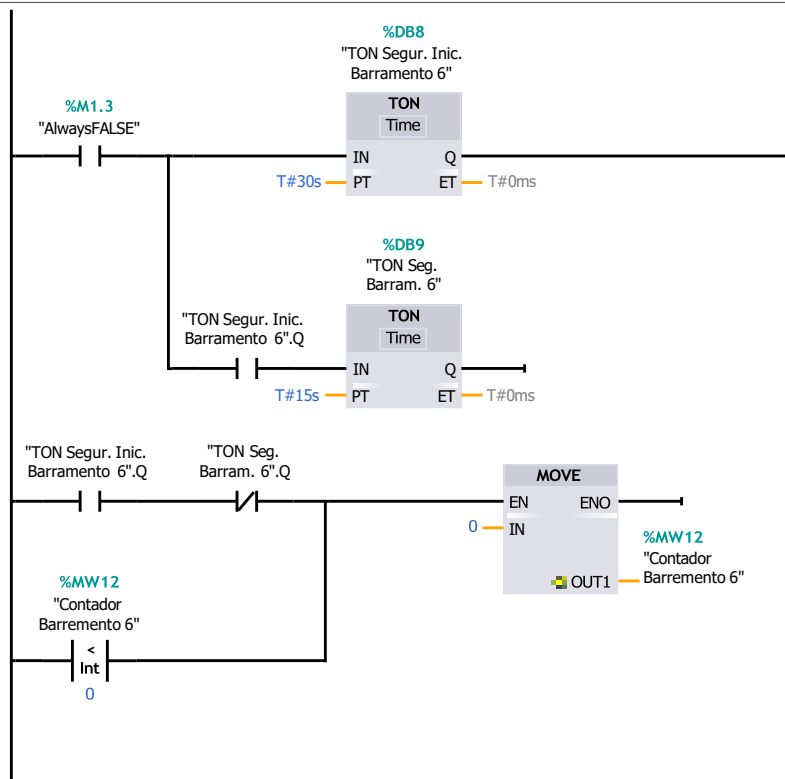 %DB8
"TON Segur. Inic.
Barramento 6"
%M1.3
"AlwaysFALSE"
TON
Time
IN Q
T#30s PT ET T#0ms
%DB9
"TON Seg.
Barram. 6"
"TON Segur. Inic.
Barramento 6".Q
TON
Time
IN Q
T#15s PT ET T#0ms
"TON Segur. Inic.
Barramento 6".Q
"TON Seg.
Barram. 6".Q
MOVE
EN ENO
0 IN
%MW12
"Contador
Barremento 6"
OUT1
%MW12
"Contador
Barremento 6"
<
Int
0